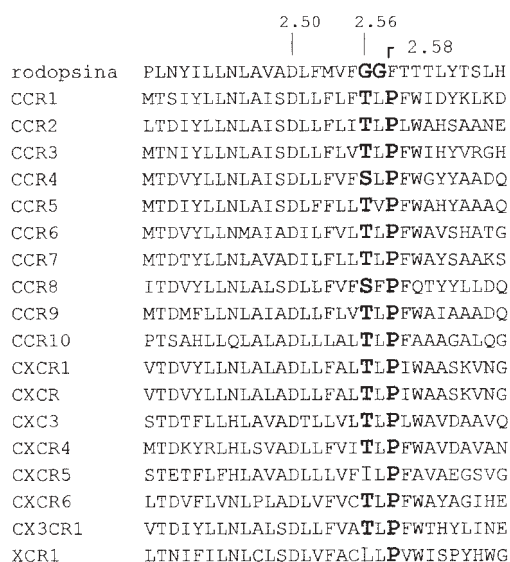 2.50 2.56
2.58
rodopsina PLNYILLNLAVADLFMVFGGFTTTLYTSLH
CCR1 MTSIYLLNLAISDLLFLFTLPFWIDYKLKD
CCR2 LTDIYLLNLAISDLLFLITLPLWAHSAANE
CCR3 MTNIYLLNLAISDLLFLVTLPFWIHYVRGH
CCR4 MTDVYLLNLAISDLLFVFSLPFWGYYAADQ
CCR5 MTDIYLLNLAISDLFFLLTVPFWAHYAAAQ
CCR6 MTDVYLLNMAIADILFVLTLPFWAVSHATG
CCR7 MTDTYLLNLAVADILFLLTLPFWAYSAAKS
CCR8 ITDVYLLNLALSDLLFVFSFPFQTYYLLDQ
CCR9 MTDMFLLNLAIADLLFLVTLPFWAIAAADQ
CCR10 PTSAHLLQLALADLLLALTLPFAAAGALQG
CXCR1 VTDVYLLNLALADLLFALTLPIWAASKVNG
CXCR VTDVYLLNLALADLLFALTLPIWAASKVNG
CXC3 STDTFLLHLAVADTLLVLTLPLWAVDAAVQ
CXCR4 MTDKYRLHLSVADLLFVITLPFWAVDAVAN
CXCR5 STETFLFHLAVADLLLVFILPFAVAEGSVG
CXCR6 LTDVFLVNLPLADLVFVCTLPFWAYAGIHE
CX3CR1 VTDIYLLNLALSDLLFVATLPFWTHYLINE
XCR1 LTNIFILNLCLSDLVFACLLPVWISPYHWG